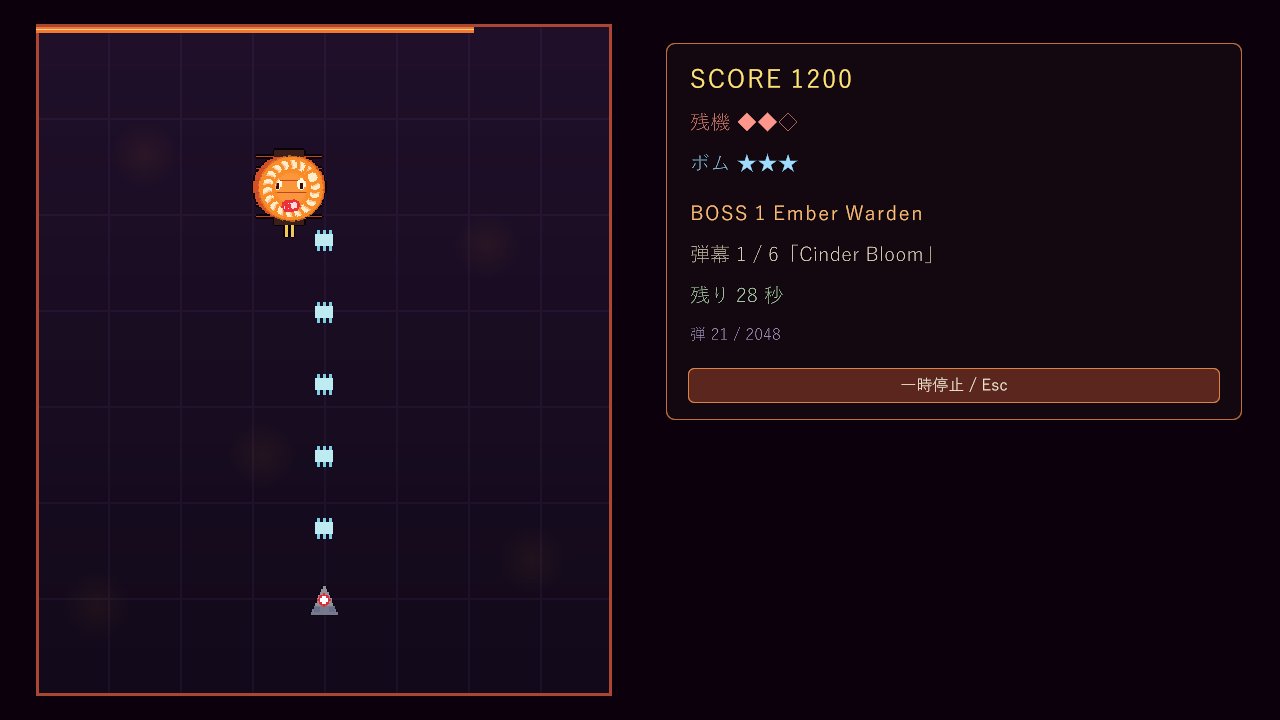 SCORE 1200
残機 ◆◆◇
ボム ★★★
BOSS 1 Ember Warden
弾幕 1 / 6「Cinder Bloom」
残り 28 秒
弾 21 / 2048
一時停止 / Esc